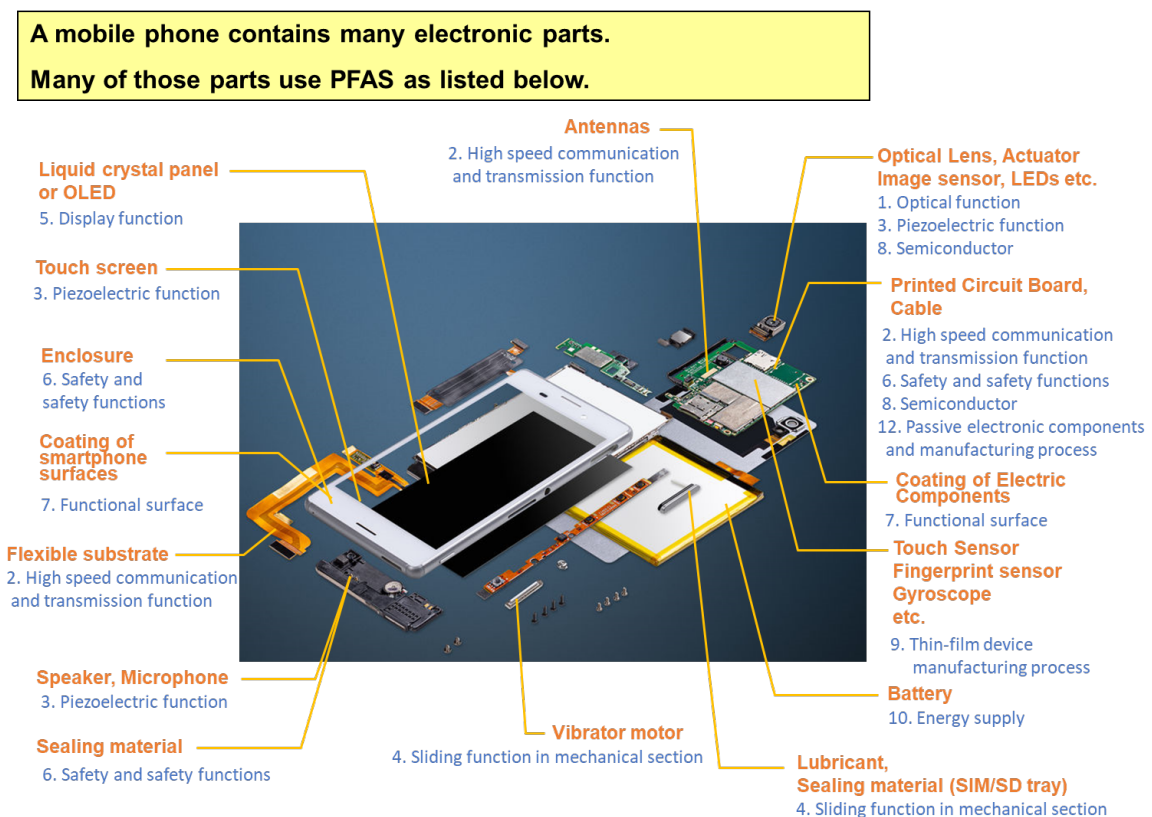 A mobile phone contains many electronic parts.
Many of those parts use PFAS as listed below.
Antennas
2. High speed communication
and transmission function
Liquid crystal panel
or OLED
5. Display function
Touch screen
3. Piezoelectric function
Enclosure
6. Safety and
safety functions
Coating of
smartphone
surfaces
7. Functional surface
Flexible substrate
2. High speed communication
and transmission function
Speaker, Microphone
3. Piezoelectric function
Sealing material
6. Safety and safety functions
Vibrator motor
4. Sliding function in mechanical section
Optical Lens, Actuator
Image sensor, LEDs etc.
1. Optical function
3. Piezoelectric function
8. Semiconductor
Printed Circuit Board,
Cable
2. High speed communication
and transmission function
6. Safety and safety functions
8. Semiconductor
12. Passive electronic components
and manufacturing process
Coating of Electric
Components
7. Functional surface
Touch Sensor
Fingerprint sensor
Gyroscope
etc.
9. Thin-film device
manufacturing process
Battery
10. Energy supply
Lubricant,
Sealing material (SIM/SD tray)
4. Sliding function in mechanical section